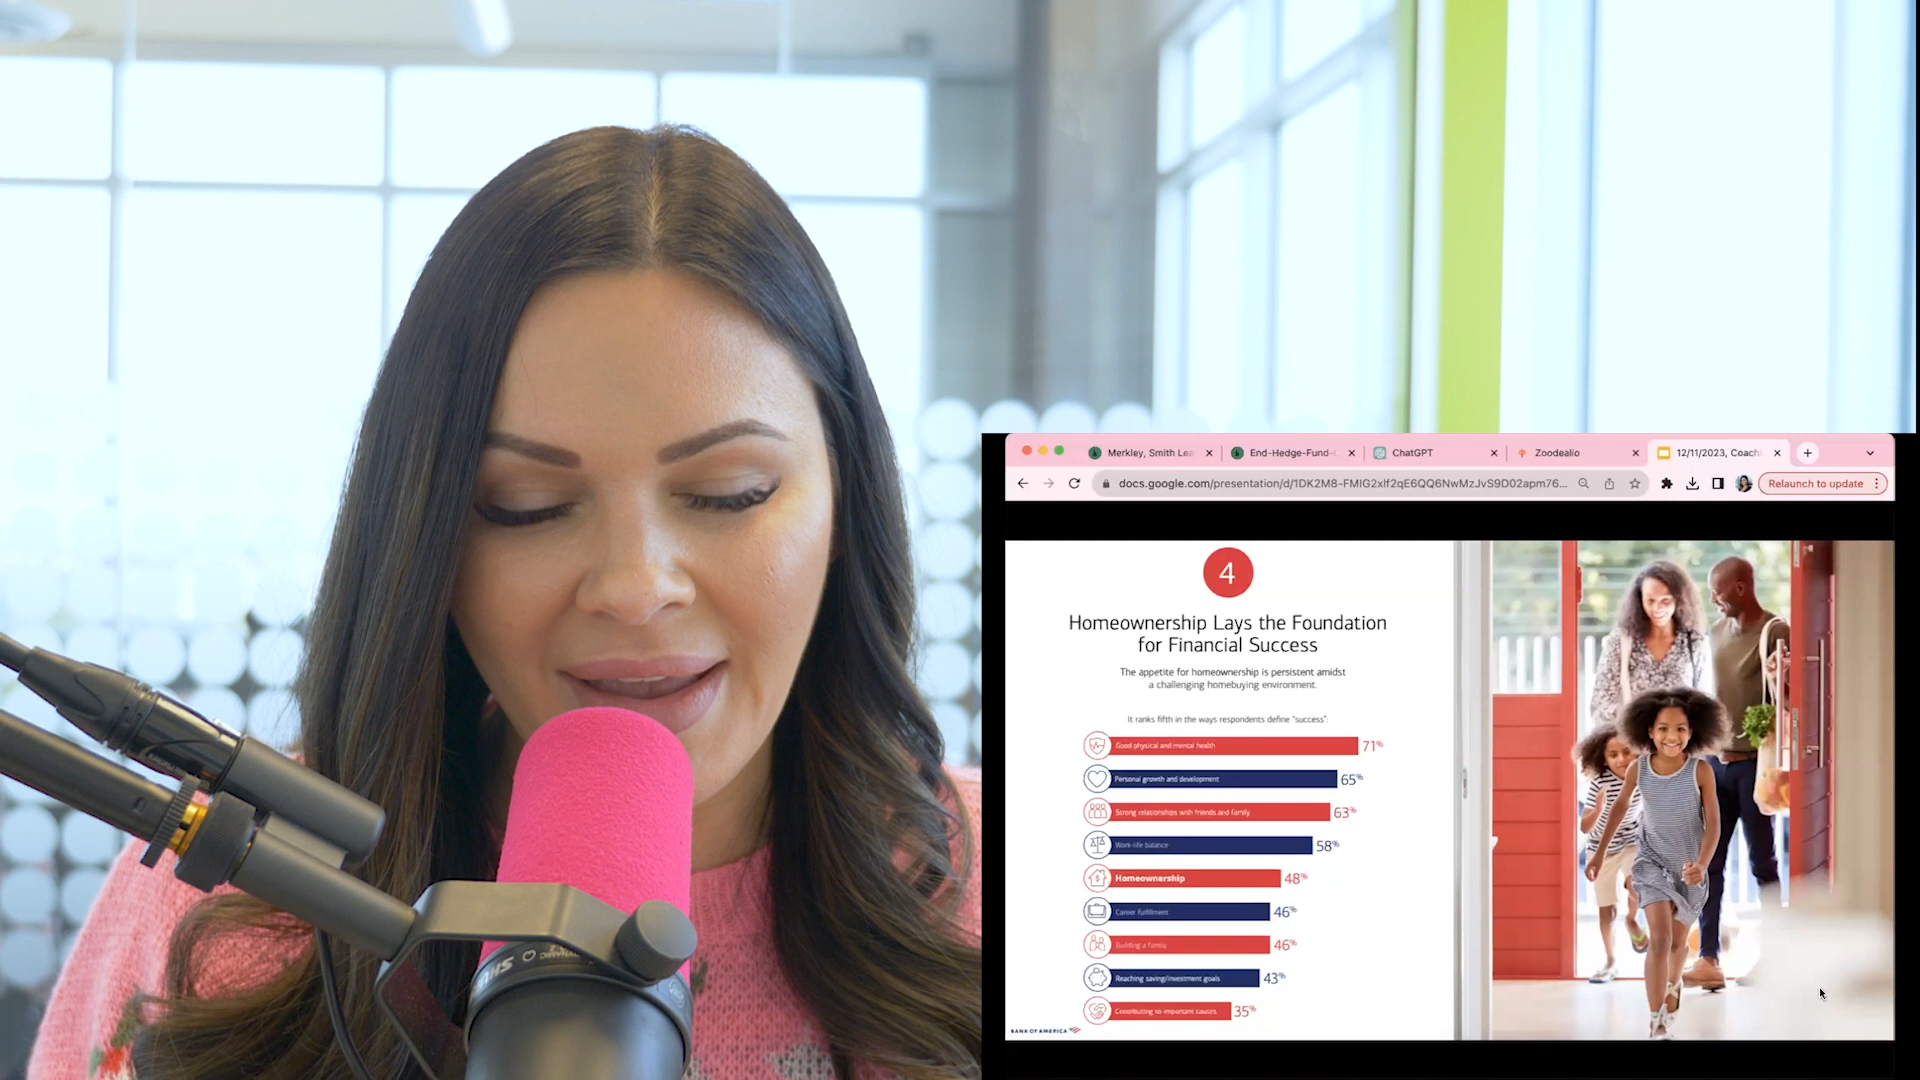 Merkley, Smith Lea
End-Hedge-Fund-
ChatGPT
Zoodealio
12/11/2023, Coach
docs.google.com/presentation/d/1DK2M8-FMIG2xIf2qE6QQ6NwMzJvS9D02apm76...
Relaunch to update
4
Homeownership Lays the Foundation
for Financial Success
The appetite for homeownership is persistent amidst
a challenging homebuying environment.
It ranks fifth in the ways respondents define "success":
Good physical and mental health 71%
Personal growth and development 65%
Strong relationships with friends and family 63%
Work-life balance 58%
Homeownership 48%
Career fulfillment 46%
Building a family 46%
Reaching saving/investment goals 43%
Contributing to important causes 35%
BANK OF AMERICA
SHU